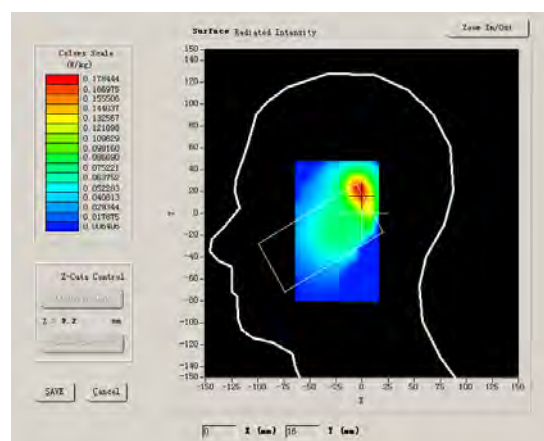 Surface Radiated Intensity
Zoom In/Out
Colors Scale
(W/kg)
0.178444
0.166975
0.155506
0.144037
0.132567
0.121098
0.109629
0.098160
0.086690
0.075221
0.063752
0.052283
0.040813
0.029344
0.017875
0.006406
150
140
120
100
80
60
40
20
0
-20
-40
-60
-80
-100
-120
-140
-150
Y
-150 -125 -100 -75 -50 -25 0 25 50 75 100 125 150
X
Z-Cuts Control
Z = mm
SAVE
Cancel
0 X (mm) 16 Y (mm)